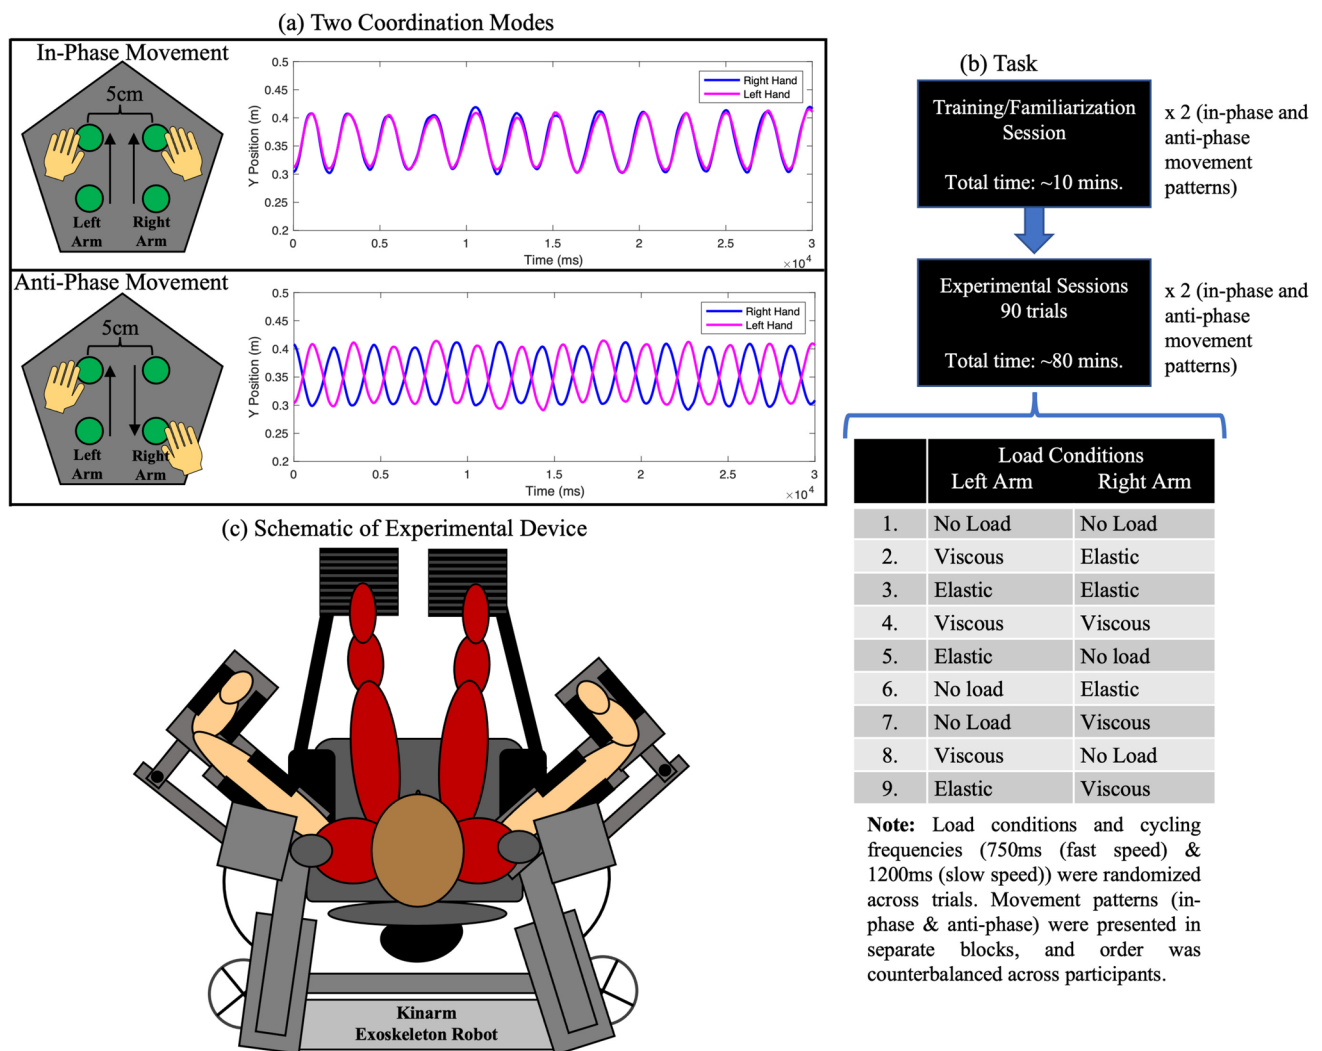 (a) Two Coordination Modes
In-Phase Movement
5cm
Left
Arm
Right
Arm
0.5
0.45
0.4
0.35
0.3
0.25
0.2
Y Position (m)
Right Hand
Left Hand
0
0.5
1
1.5
2
2.5
3
Time (ms)
×10^4
Anti-Phase Movement
5cm
Left
Arm
Right
Arm
0.5
0.45
0.4
0.35
0.3
0.25
0.2
Y Position (m)
Right Hand
Left Hand
0
0.5
1
1.5
2
2.5
3
Time (ms)
×10^4
(b) Task
Training/Familiarization
Session
Total time: ~10 mins.
x 2 (in-phase and
anti-phase
movement
patterns)
Experimental Sessions
90 trials
Total time: ~80 mins.
x 2 (in-phase and
anti-phase
movement
patterns)
Load Conditions
Left Arm Right Arm
1. No Load No Load
2. Viscous Elastic
3. Elastic Elastic
4. Viscous Viscous
5. Elastic No load
6. No load Elastic
7. No Load Viscous
8. Viscous No Load
9. Elastic Viscous
Note: Load conditions and cycling
frequencies (750ms (fast speed) &
1200ms (slow speed)) were randomized
across trials. Movement patterns (in-
phase & anti-phase) were presented in
separate blocks, and order was
counterbalanced across participants.
(c) Schematic of Experimental Device
Kinarm
Exoskeleton Robot